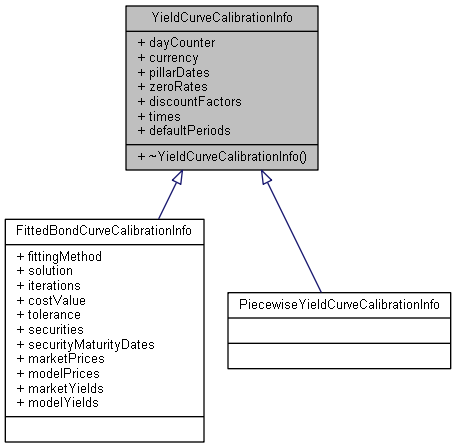 YieldCurveCalibrationInfo
+ dayCounter
+ currency
+ pillarDates
+ zeroRates
+ discountFactors
+ times
+ defaultPeriods
+ ~YieldCurveCalibrationInfo()
FittedBondCurveCalibrationInfo
+ fittingMethod
+ solution
+ iterations
+ costValue
+ tolerance
+ securities
+ securityMaturityDates
+ marketPrices
+ modelPrices
+ marketYields
+ modelYields
PiecewiseYieldCurveCalibrationInfo